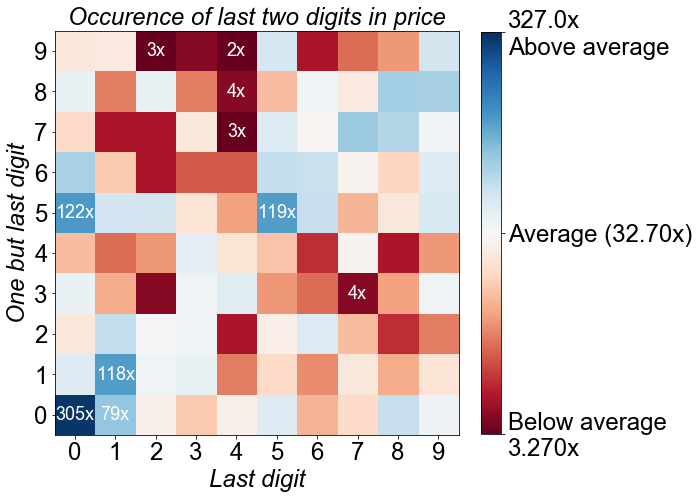 Occurence of last two digits in price
327.0x
Above average
9
3x
2x
8
4x
7
3x
6
5
122x
119x
Average (32.70x)
4
3
4x
2
1
118x
0
305x
79x
Below average
3.270x
0 1 2 3 4 5 6 7 8 9
Last digit
One but last digit